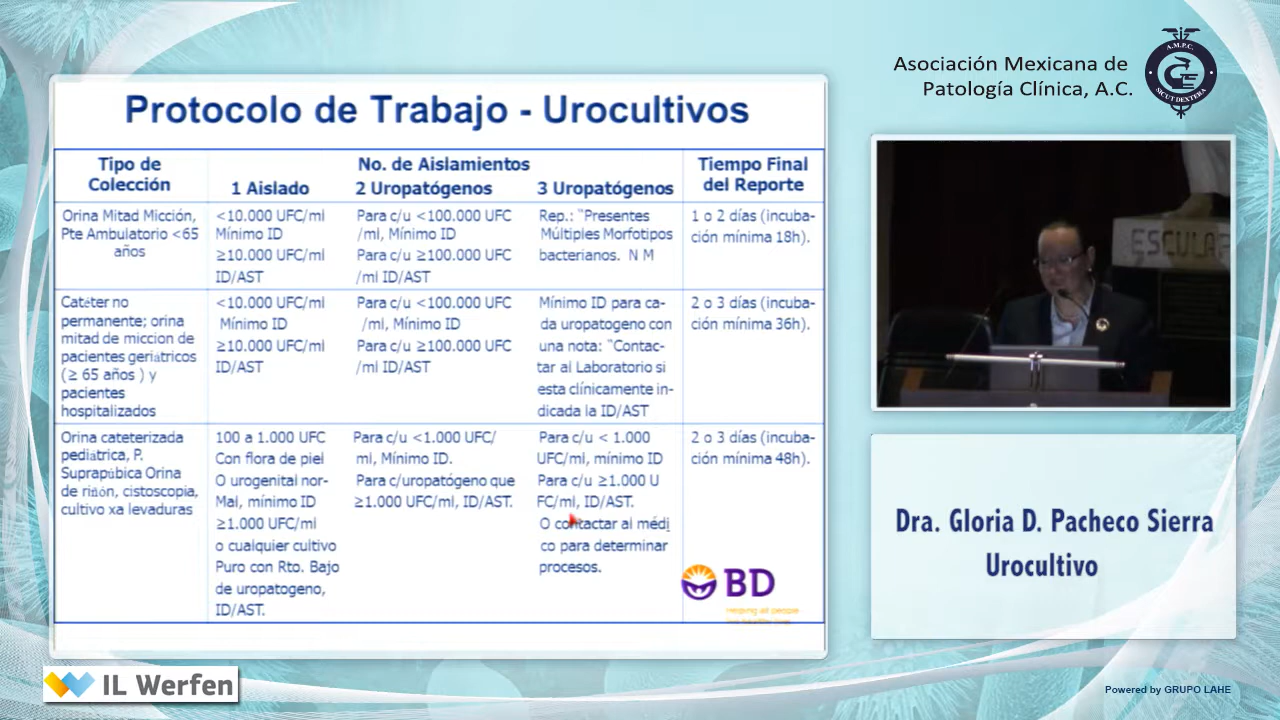 Protocolo de Trabajo - Urocultivos
Tipo de
Colección
No. de Aislamientos
1 Aislado
2 Uropatógenos
3 Uropatógenos
Tiempo Final
del Reporte
Orina Mitad Micción,
Pte Ambulatorio <65
años
<10.000 UFC/ml
Mínimo ID
≥10.000 UFC/ml
ID/AST
Para c/u <100.000 UFC
/ml, Mínimo ID
Para c/u ≥100.000 UFC
/ml ID/AST
Rep.: "Presentes
Múltiples Morfotipos
bacterianos. N M
1 o 2 días (incuba-
ción mínima 18h).
Catéter no
permanente; orina
mitad de miccion de
pacientes geriátricos
(≥ 65 años ) y
pacientes
hospitalizados
<10.000 UFC/ml
Mínimo ID
≥10.000 UFC/ml
ID/AST
Para c/u <100.000 UFC
/ml, Mínimo ID
Para c/u ≥100.000 UFC
/ml ID/AST
Mínimo ID para ca-
da uropatogeno con
una nota: "Contac-
tar al Laboratorio si
esta clínicamente in-
dicada la ID/AST
2 o 3 días (incuba-
ción mínima 36h).
Orina cateterizada
pediátrica, P.
Suprapúbica Orina
de riñón, cistoscopia,
cultivo xa levaduras
100 a 1.000 UFC
Con flora de piel
O urogenital nor-
Mal, mínimo ID
≥1.000 UFC/ml
o cualquier cultivo
Puro con Rto. Bajo
de uropatogeno,
ID/AST.
Para c/u <1.000 UFC/
ml, Mínimo ID.
Para c/uropatógeno que
≥1.000 UFC/ml, ID/AST.
Para c/u < 1.000
UFC/ml, mínimo ID
Para c/u ≥1.000 U
FC/ml, ID/AST.
O contactar al médi
co para determinar
procesos.
2 o 3 días (incuba-
ción mínima 48h).
BD
Helping all people
IL Werfen
Asociación Mexicana de
Patología Clínica, A.C.
A.M.P.C.
SICUT DEXTERA
ESCULA
Dra. Gloria D. Pacheco Sierra
Urocultivo
Powered by GRUPO LAHE